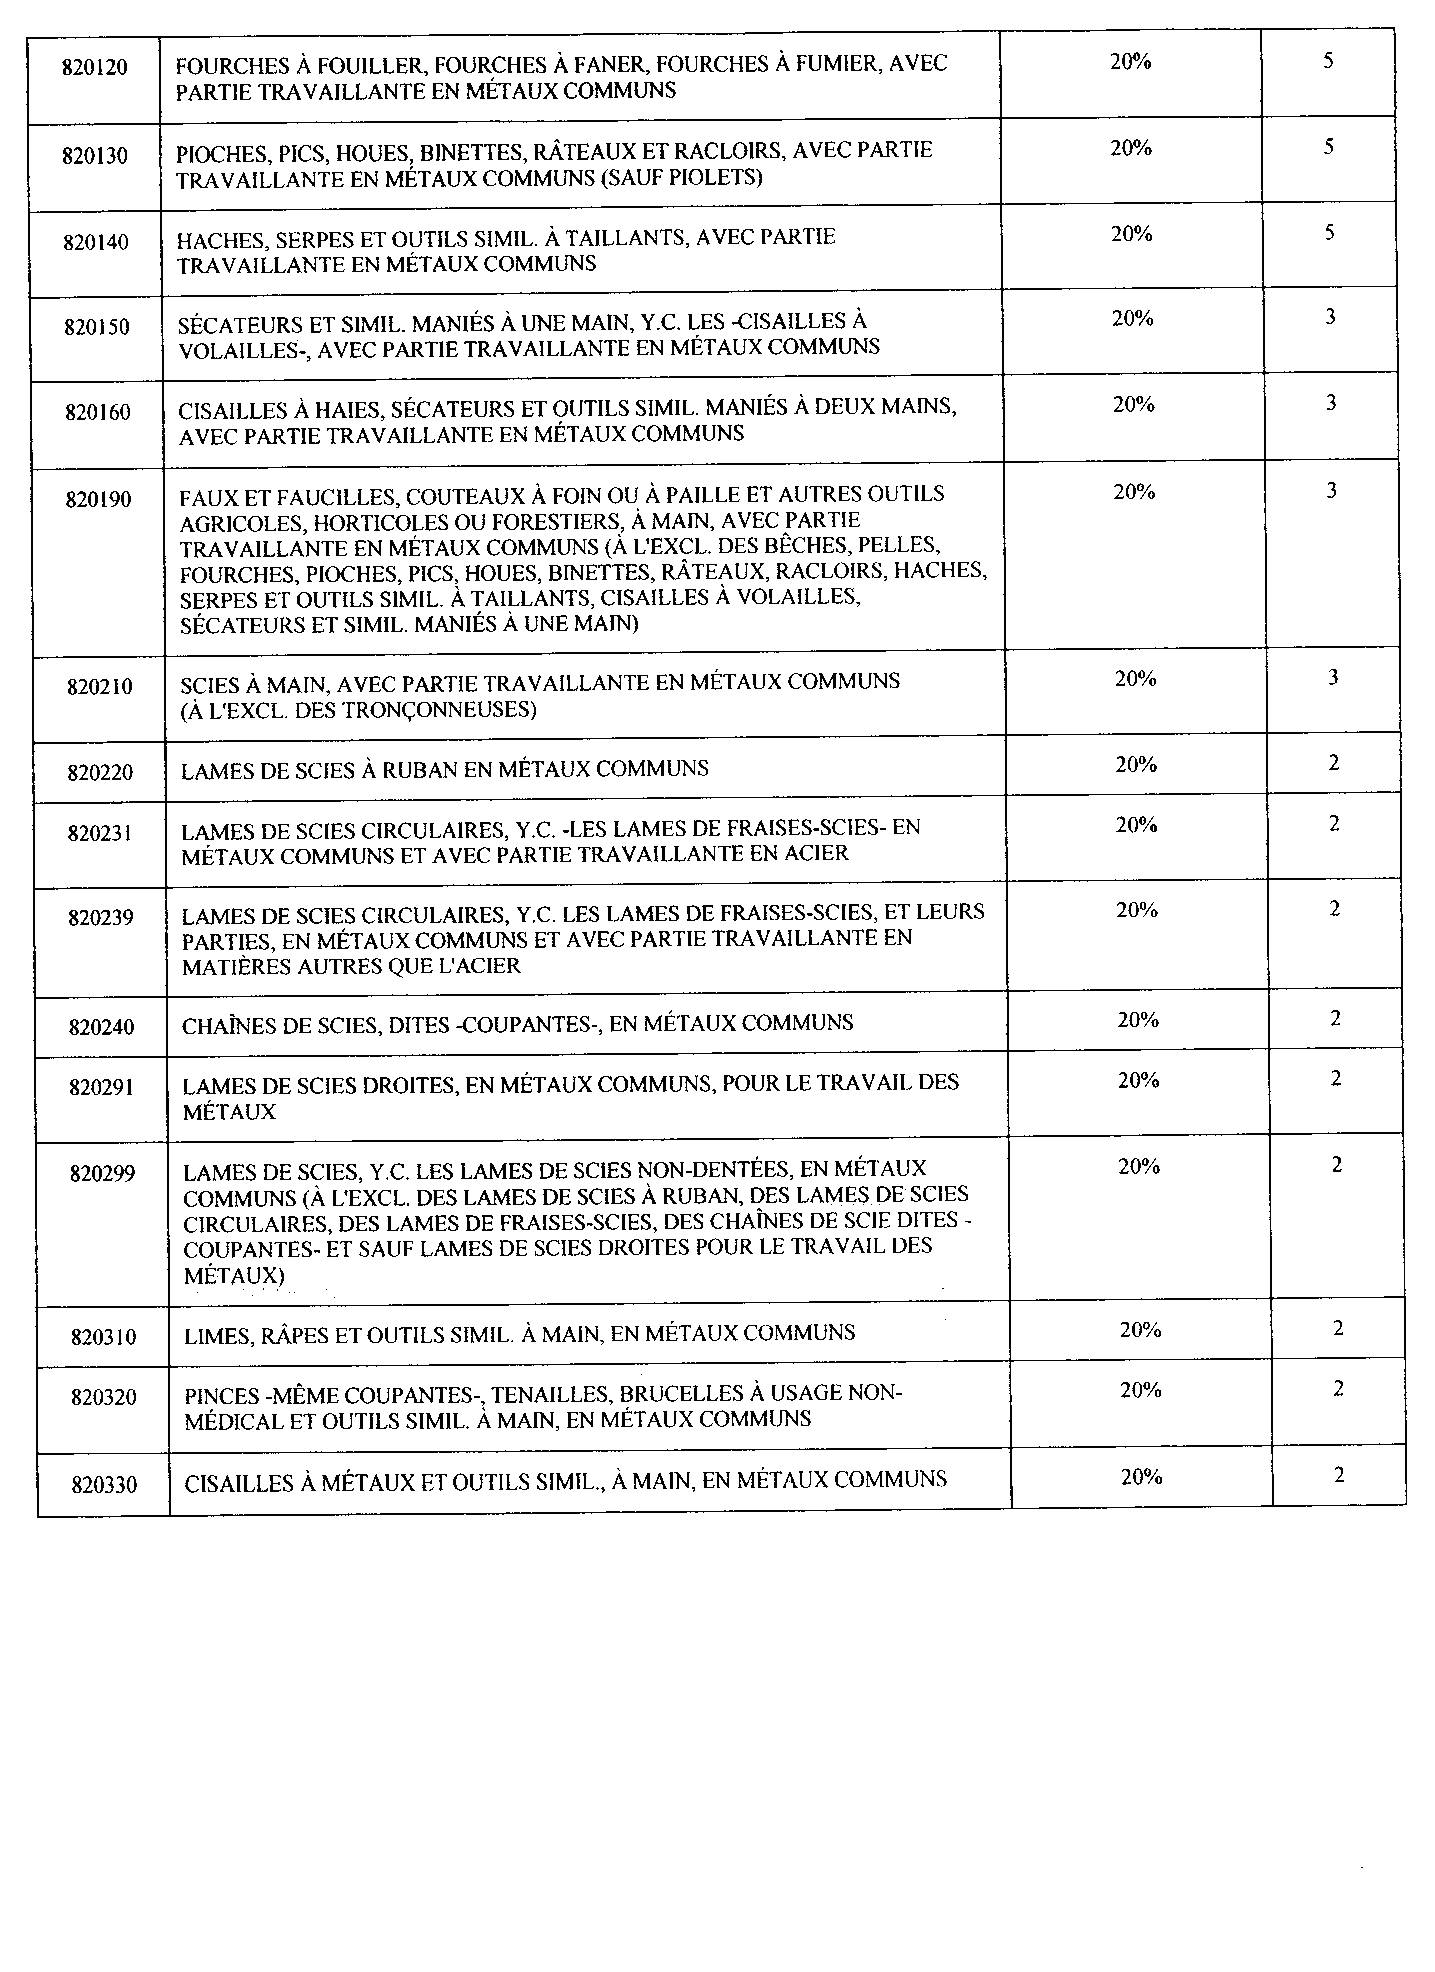 820120 FOURCHES À FOUILLER, FOURCHES À FANER, FOURCHES À FUMIER, AVEC 20% 5
PARTIE TRAVAILLANTE EN MÉTAUX COMMUNS
820130 PIOCHES, PICS, HOUES, BINETTES, RÂTEAUX ET RACLOIRS, AVEC PARTIE 20% 5
TRAVAILLANTE EN MÉTAUX COMMUNS (SAUF PIOLETS)
820140 HACHES, SERPES ET OUTILS SIMIL. À TAILLANTS, AVEC PARTIE 20% 5
TRAVAILLANTE EN MÉTAUX COMMUNS
820150 SÉCATEURS ET SIMIL. MANIÉS À UNE MAIN, Y.C. LES -CISAILLES À 20% 3
VOLAILLES-, AVEC PARTIE TRAVAILLANTE EN MÉTAUX COMMUNS
820160 CISAILLES À HAIES, SÉCATEURS ET OUTILS SIMIL. MANIÉS À DEUX MAINS, 20% 3
AVEC PARTIE TRAVAILLANTE EN MÉTAUX COMMUNS
820190 FAUX ET FAUCILLES, COUTEAUX À FOIN OU À PAILLE ET AUTRES OUTILS 20% 3
AGRICOLES, HORTICOLES OU FORESTIERS, À MAIN, AVEC PARTIE
TRAVAILLANTE EN MÉTAUX COMMUNS (À L'EXCL. DES BÊCHES, PELLES,
FOURCHES, PIOCHES, PICS, HOUES, BINETTES, RÂTEAUX, RACLOIRS, HACHES,
SERPES ET OUTILS SIMIL. À TAILLANTS, CISAILLES À VOLAILLES,
SÉCATEURS ET SIMIL. MANIÉS À UNE MAIN)
820210 SCIES À MAIN, AVEC PARTIE TRAVAILLANTE EN MÉTAUX COMMUNS 20% 3
(À L'EXCL. DES TRONÇONNEUSES)
820220 LAMES DE SCIES À RUBAN EN MÉTAUX COMMUNS 20% 2
820231 LAMES DE SCIES CIRCULAIRES, Y.C. -LES LAMES DE FRAISES-SCIES- EN 20% 2
MÉTAUX COMMUNS ET AVEC PARTIE TRAVAILLANTE EN ACIER
820239 LAMES DE SCIES CIRCULAIRES, Y.C. LES LAMES DE FRAISES-SCIES, ET LEURS 20% 2
PARTIES, EN MÉTAUX COMMUNS ET AVEC PARTIE TRAVAILLANTE EN
MATIÈRES AUTRES QUE L'ACIER
820240 CHAÎNES DE SCIES, DITES -COUPANTES-, EN MÉTAUX COMMUNS 20% 2
820291 LAMES DE SCIES DROITES, EN MÉTAUX COMMUNS, POUR LE TRAVAIL DES 20% 2
MÉTAUX
820299 LAMES DE SCIES, Y.C. LES LAMES DE SCIES NON-DENTÉES, EN MÉTAUX 20% 2
COMMUNS (À L'EXCL. DES LAMES DE SCIES À RUBAN, DES LAMES DE SCIES
CIRCULAIRES, DES LAMES DE FRAISES-SCIES, DES CHAÎNES DE SCIE DITES -
COUPANTES- ET SAUF LAMES DE SCIES DROITES POUR LE TRAVAIL DES
MÉTAUX)
820310 LIMES, RÂPES ET OUTILS SIMIL. À MAIN, EN MÉTAUX COMMUNS 20% 2
820320 PINCES -MÊME COUPANTES-, TENAILLES, BRUCELLES À USAGE NON- 20% 2
MÉDICAL ET OUTILS SIMIL. À MAIN, EN MÉTAUX COMMUNS
820330 CISAILLES À MÉTAUX ET OUTILS SIMIL., À MAIN, EN MÉTAUX COMMUNS 20% 2